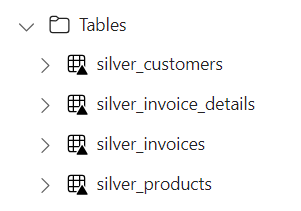 Tables
silver_customers
silver_invoice_details
silver_invoices
silver_products